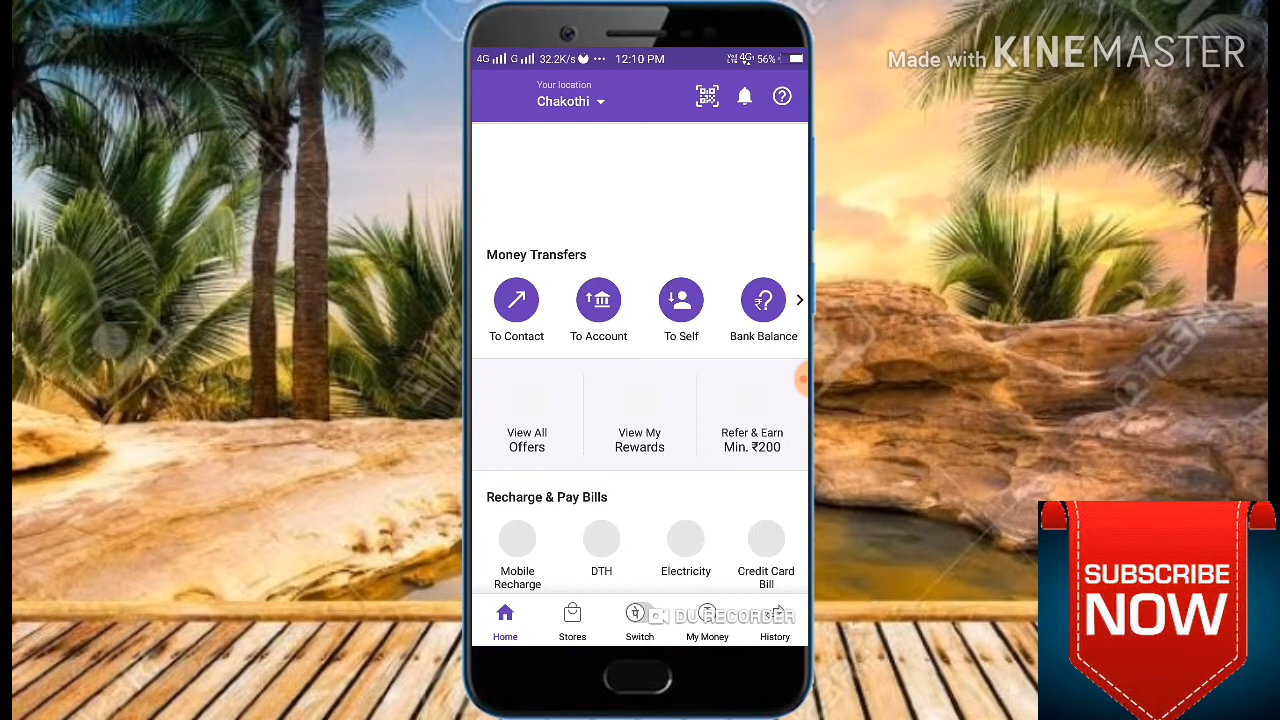 Made with KINEMASTER
4G G 32.2K/s ... 12:10 PM 4G+ 56%
Your location
Chakothi
Money Transfers
To Contact To Account To Self Bank Balance
View All
Offers
View My
Rewards
Refer & Earn
Min. ₹200
Recharge & Pay Bills
Mobile
Recharge
DTH
Electricity
Credit Card
Bill
DU RECORDER
Home Stores Switch My Money History
SUBSCRIBE
NOW
123RF